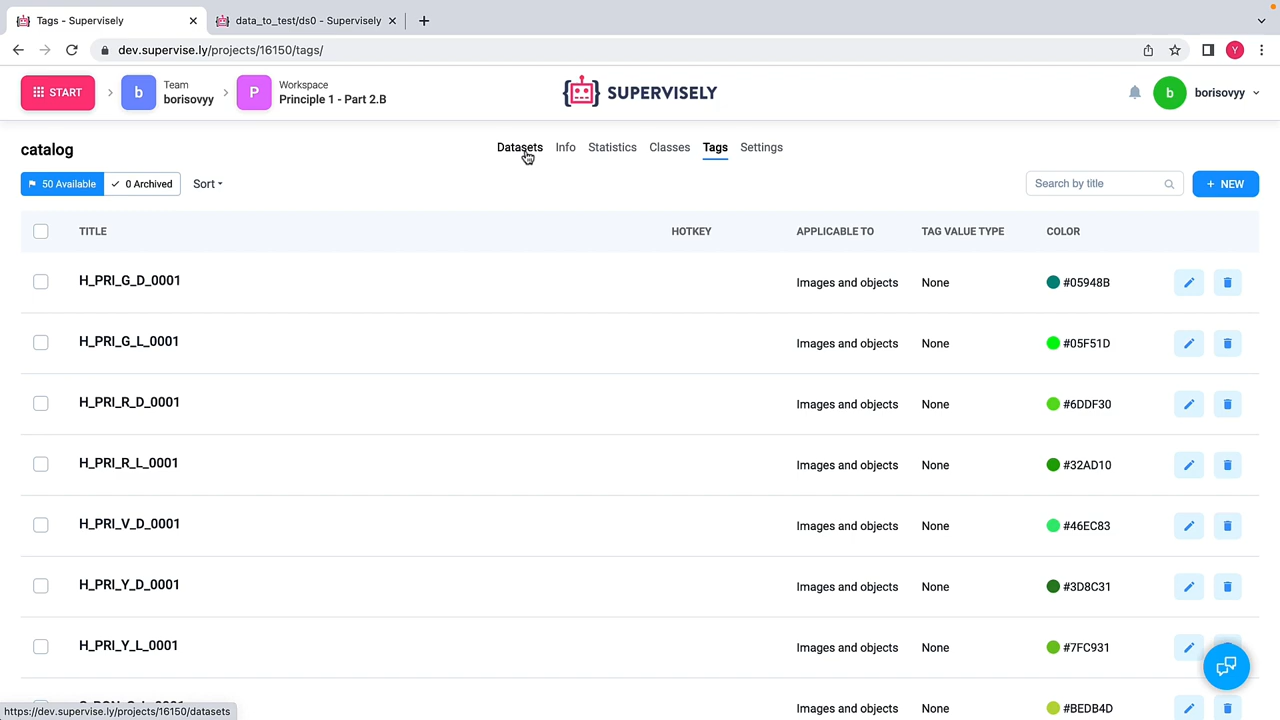 Tags - Supervisely
data_to_test/ds0 - Supervisely
dev.supervise.ly/projects/16150/tags/
Y
START
b
Team
borisovyy
P
Workspace
Principle 1 - Part 2.B
SUPERVISELY
b
borisovyy
catalog
Datasets
Info
Statistics
Classes
Tags
Settings
50 Available
0 Archived
Sort
Search by title
+ NEW
TITLE
HOTKEY
APPLICABLE TO
TAG VALUE TYPE
COLOR
H_PRI_G_D_0001
Images and objects
None
#05948B
H_PRI_G_L_0001
Images and objects
None
#05F51D
H_PRI_R_D_0001
Images and objects
None
#6DDF30
H_PRI_R_L_0001
Images and objects
None
#32AD10
H_PRI_V_D_0001
Images and objects
None
#46EC83
H_PRI_Y_D_0001
Images and objects
None
#3D8C31
H_PRI_Y_L_0001
Images and objects
None
#7FC931
Images and objects
None
#BEDB4D
https://dev.supervise.ly/projects/16150/datasets